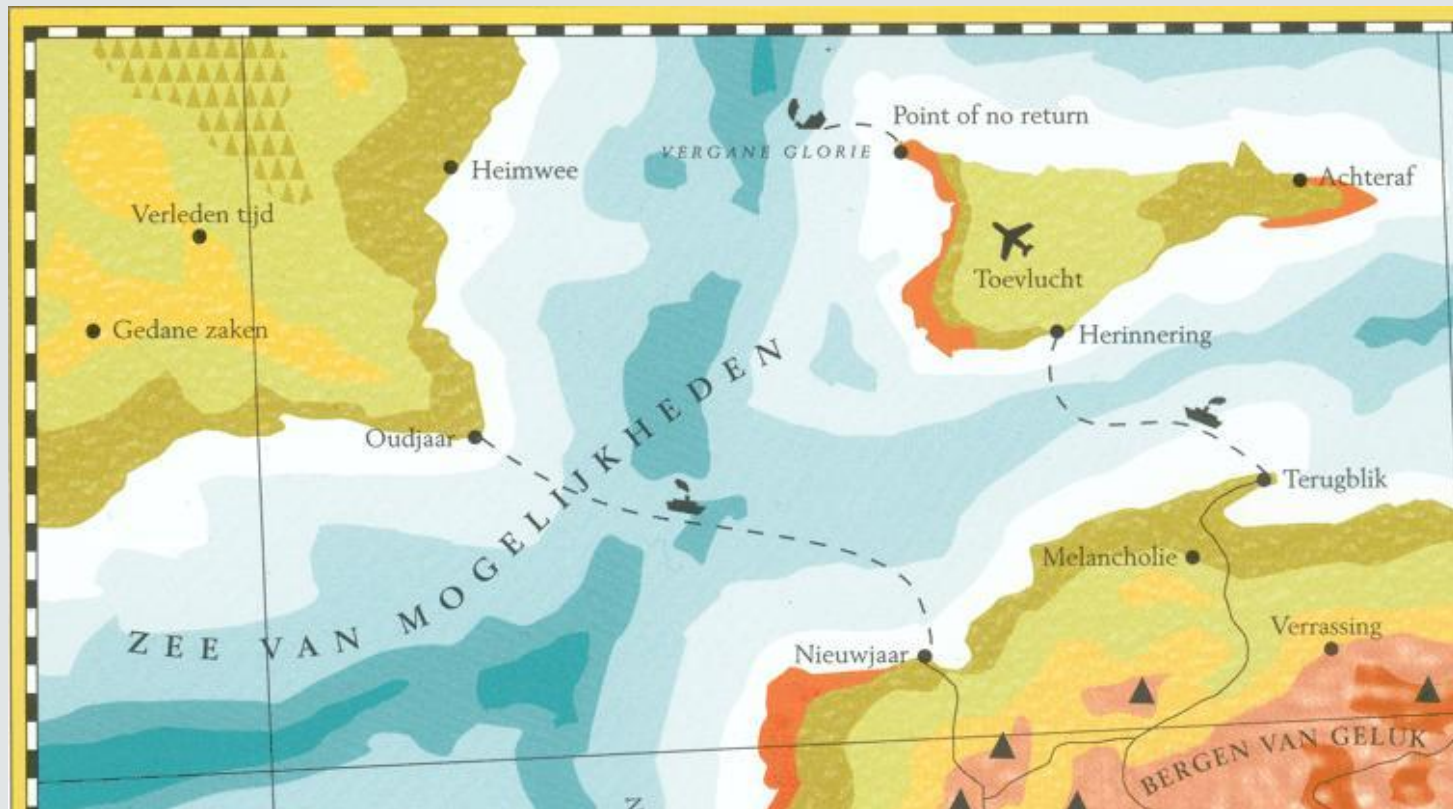 Point of no return
VERGANE GLORIE
Heimwee
Achteraf
Verleden tijd
Toevlucht
Gedane zaken
Herinnering
Oudjaar
Terugblik
ZEE VAN MOGELIJKHEDEN
Melancholie
Verrassing
Nieuwjaar
BERGEN VAN GELUK